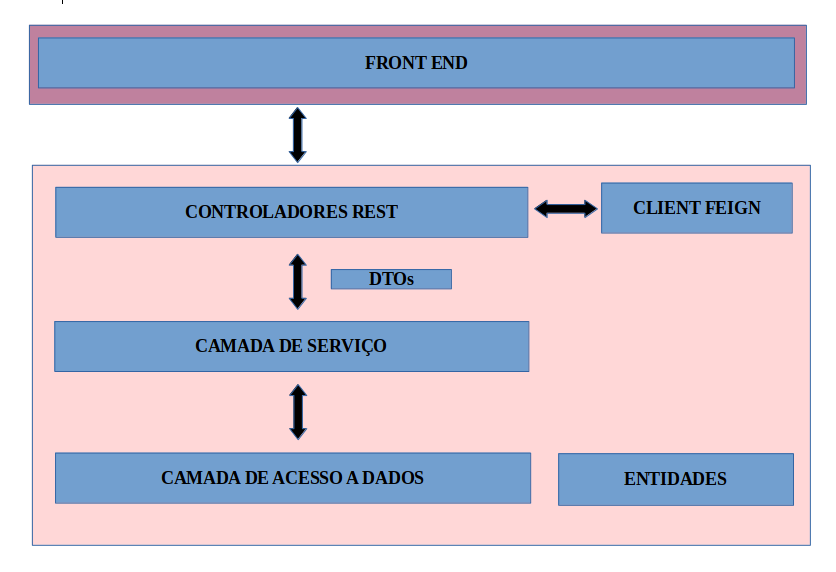 FRONT END
CONTROLADORES REST
CLIENT FEIGN
DTOs
CAMADA DE SERVIÇO
CAMADA DE ACESSO A DADOS
ENTIDADES